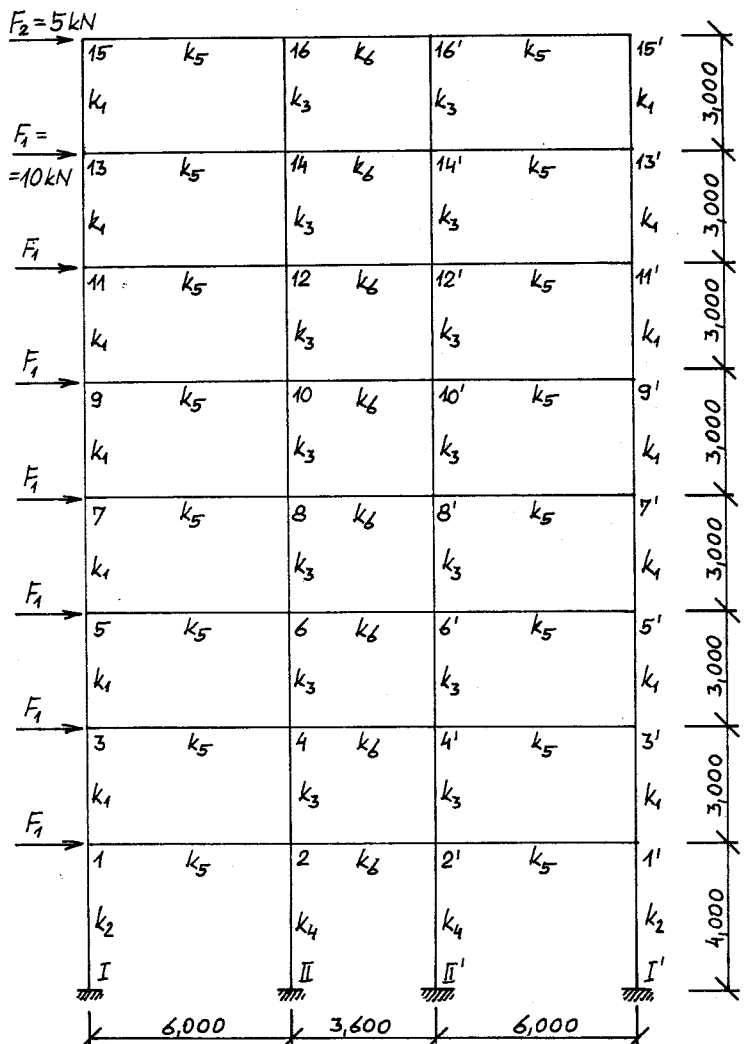 F₂ = 5 kN
15 k₅ 16 k₆ 16' k₅ 15'
k₁ k₃ k₃ k₁ 3,000
F₁ =
=10 kN
13 k₅ 14 k₆ 14' k₅ 13'
k₁ k₃ k₃ k₁ 3,000
F₁
11 k₅ 12 k₆ 12' k₅ 11'
k₁ k₃ k₃ k₁ 3,000
F₁
9 k₅ 10 k₆ 10' k₅ 9'
k₁ k₃ k₃ k₁ 3,000
F₁
7 k₅ 8 k₆ 8' k₅ 7'
k₁ k₃ k₃ k₁ 3,000
F₁
5 k₅ 6 k₆ 6' k₅ 5'
k₁ k₃ k₃ k₁ 3,000
F₁
3 k₅ 4 k₆ 4' k₅ 3'
k₁ k₃ k₃ k₁ 3,000
F₁
1 k₅ 2 k₆ 2' k₅ 1'
k₂ k₄ k₄ k₂ 4,000
I II II' I'
6,000 3,600 6,000